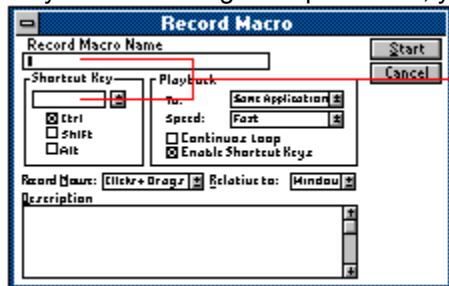 Record Macro
Record Macro Name
Start
Cancel
Shortcut Key
Playback
To: Same Application
Ctrl
Speed: Fast
Shift
Continuos Loop
Alt
Enable Shortcut Keys
Record Mouse: Clicks+Drags Relative to: Window
Description